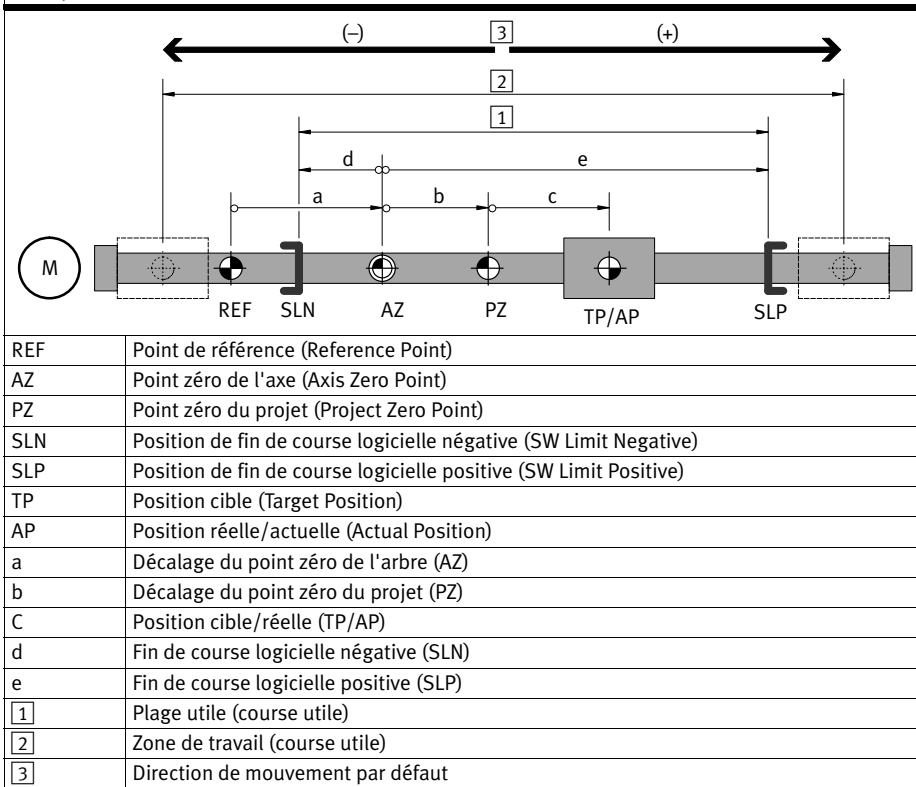 (–) 3 (+)
2
1
d e
a b c
M
REF SLN AZ PZ TP/AP SLP
REF Point de référence (Reference Point)
AZ Point zéro de l'axe (Axis Zero Point)
PZ Point zéro du projet (Project Zero Point)
SLN Position de fin de course logicielle négative (SW Limit Negative)
SLP Position de fin de course logicielle positive (SW Limit Positive)
TP Position cible (Target Position)
AP Position réelle/actuelle (Actual Position)
a Décalage du point zéro de l'arbre (AZ)
b Décalage du point zéro du projet (PZ)
C Position cible/réelle (TP/AP)
d Fin de course logicielle négative (SLN)
e Fin de course logicielle positive (SLP)
1 Plage utile (course utile)
2 Zone de travail (course utile)
3 Direction de mouvement par défaut